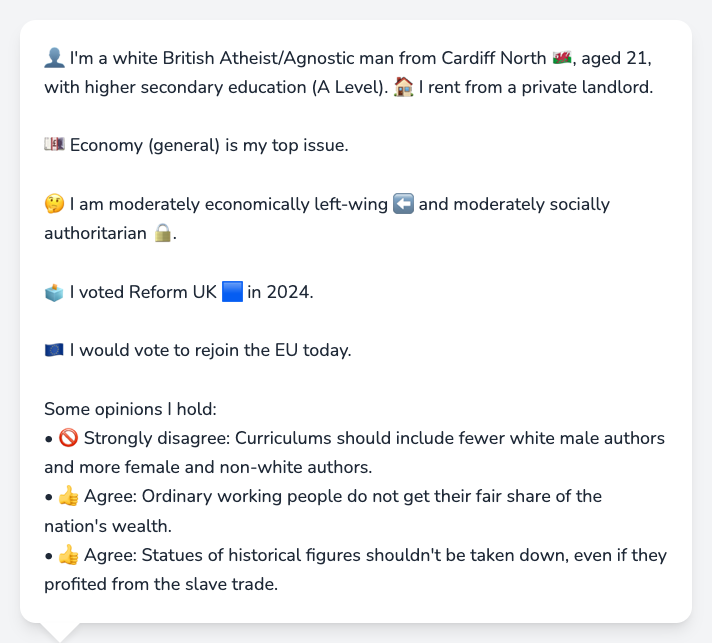 👤 I'm a white British Atheist/Agnostic man from Cardiff North 🏴󠁧󠁢󠁷󠁬󠁳󠁿, aged 21,
with higher secondary education (A Level). 🏠 I rent from a private landlord.
💷 Economy (general) is my top issue.
🤔 I am moderately economically left-wing ⬅️ and moderately socially
authoritarian 🔒.
🗳️ I voted Reform UK 🟦 in 2024.
🇪🇺 I would vote to rejoin the EU today.
Some opinions I hold:
• 🚫 Strongly disagree: Curriculums should include fewer white male authors
and more female and non-white authors.
• 👍 Agree: Ordinary working people do not get their fair share of the
nation's wealth.
• 👍 Agree: Statues of historical figures shouldn't be taken down, even if they
profited from the slave trade.